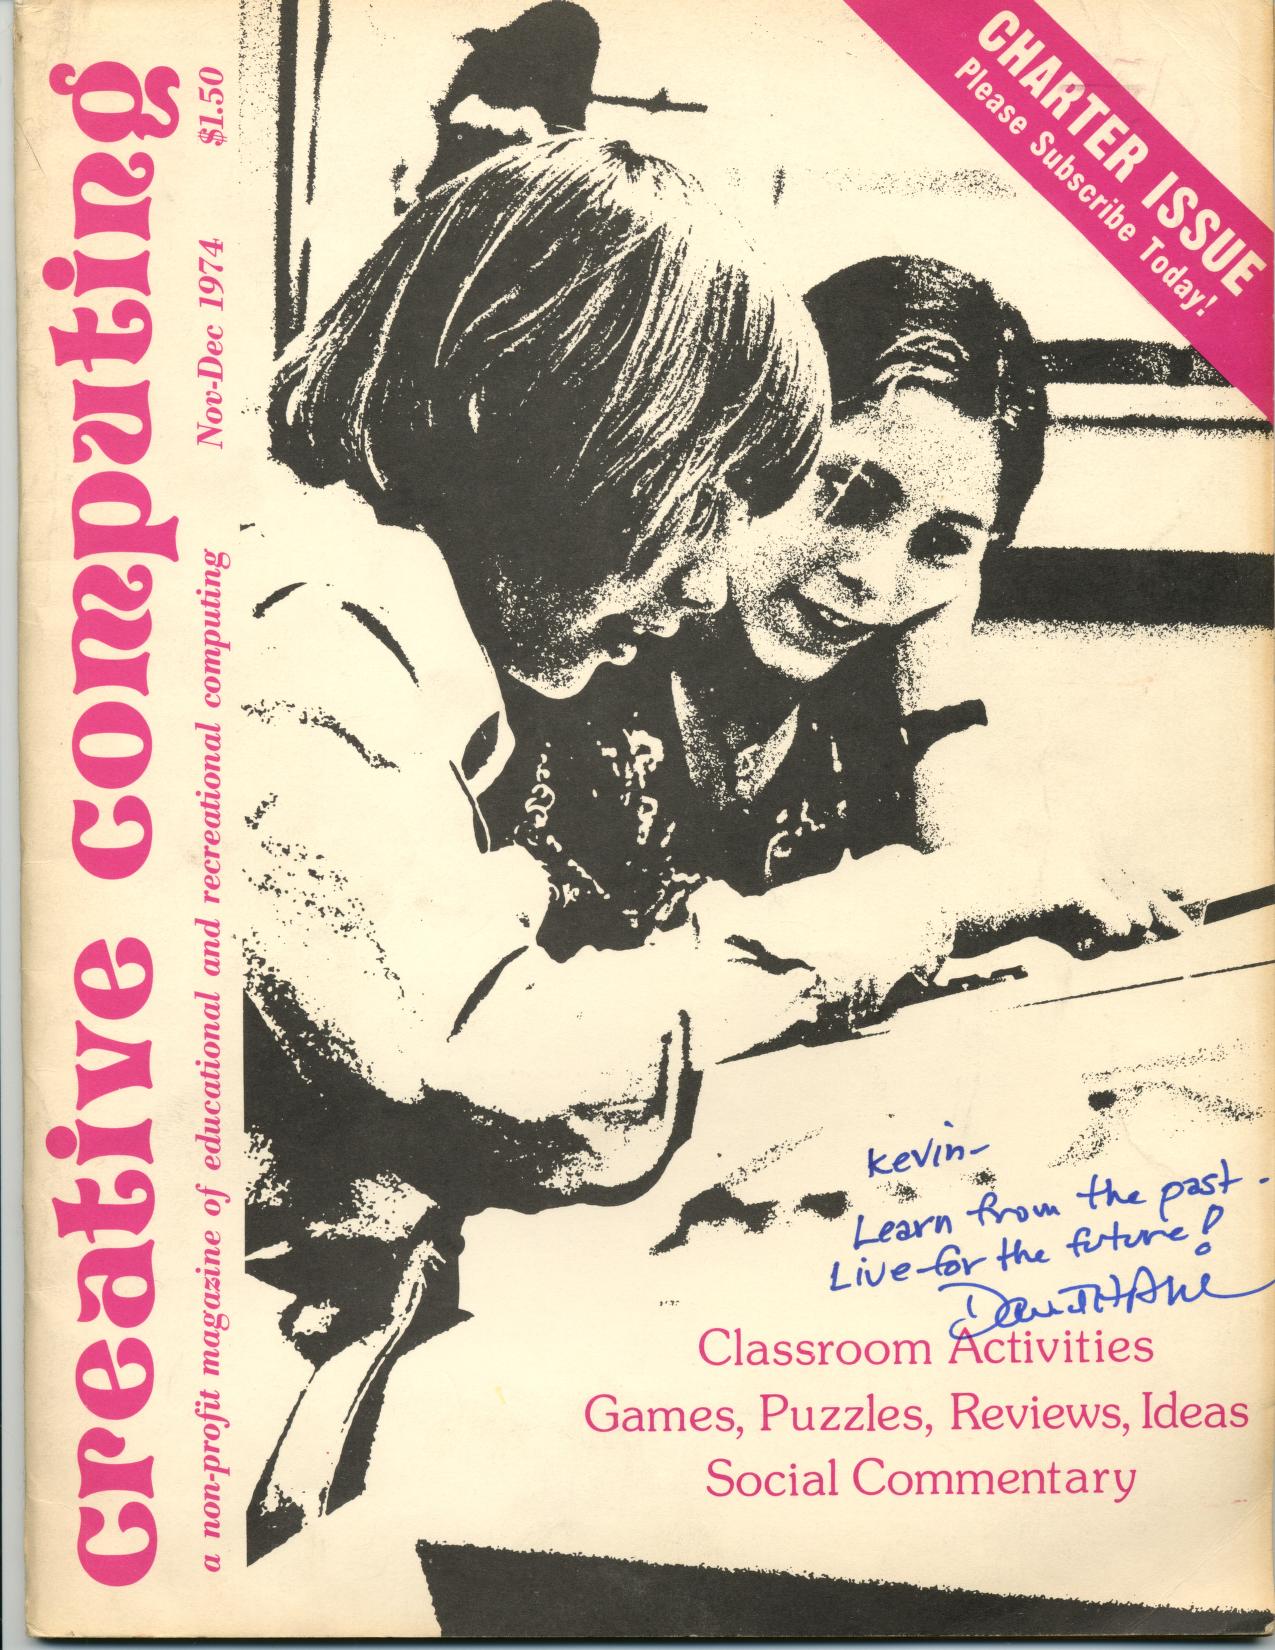 creative computing
a non-profit magazine of educational and recreational computing Nov-Dec 1974 $1.50
CHARTER ISSUE
Please Subscribe Today!
Kevin-
Learn from the past.
Live for the future!
David H Ahl
Classroom Activities
Games, Puzzles, Reviews, Ideas
Social Commentary